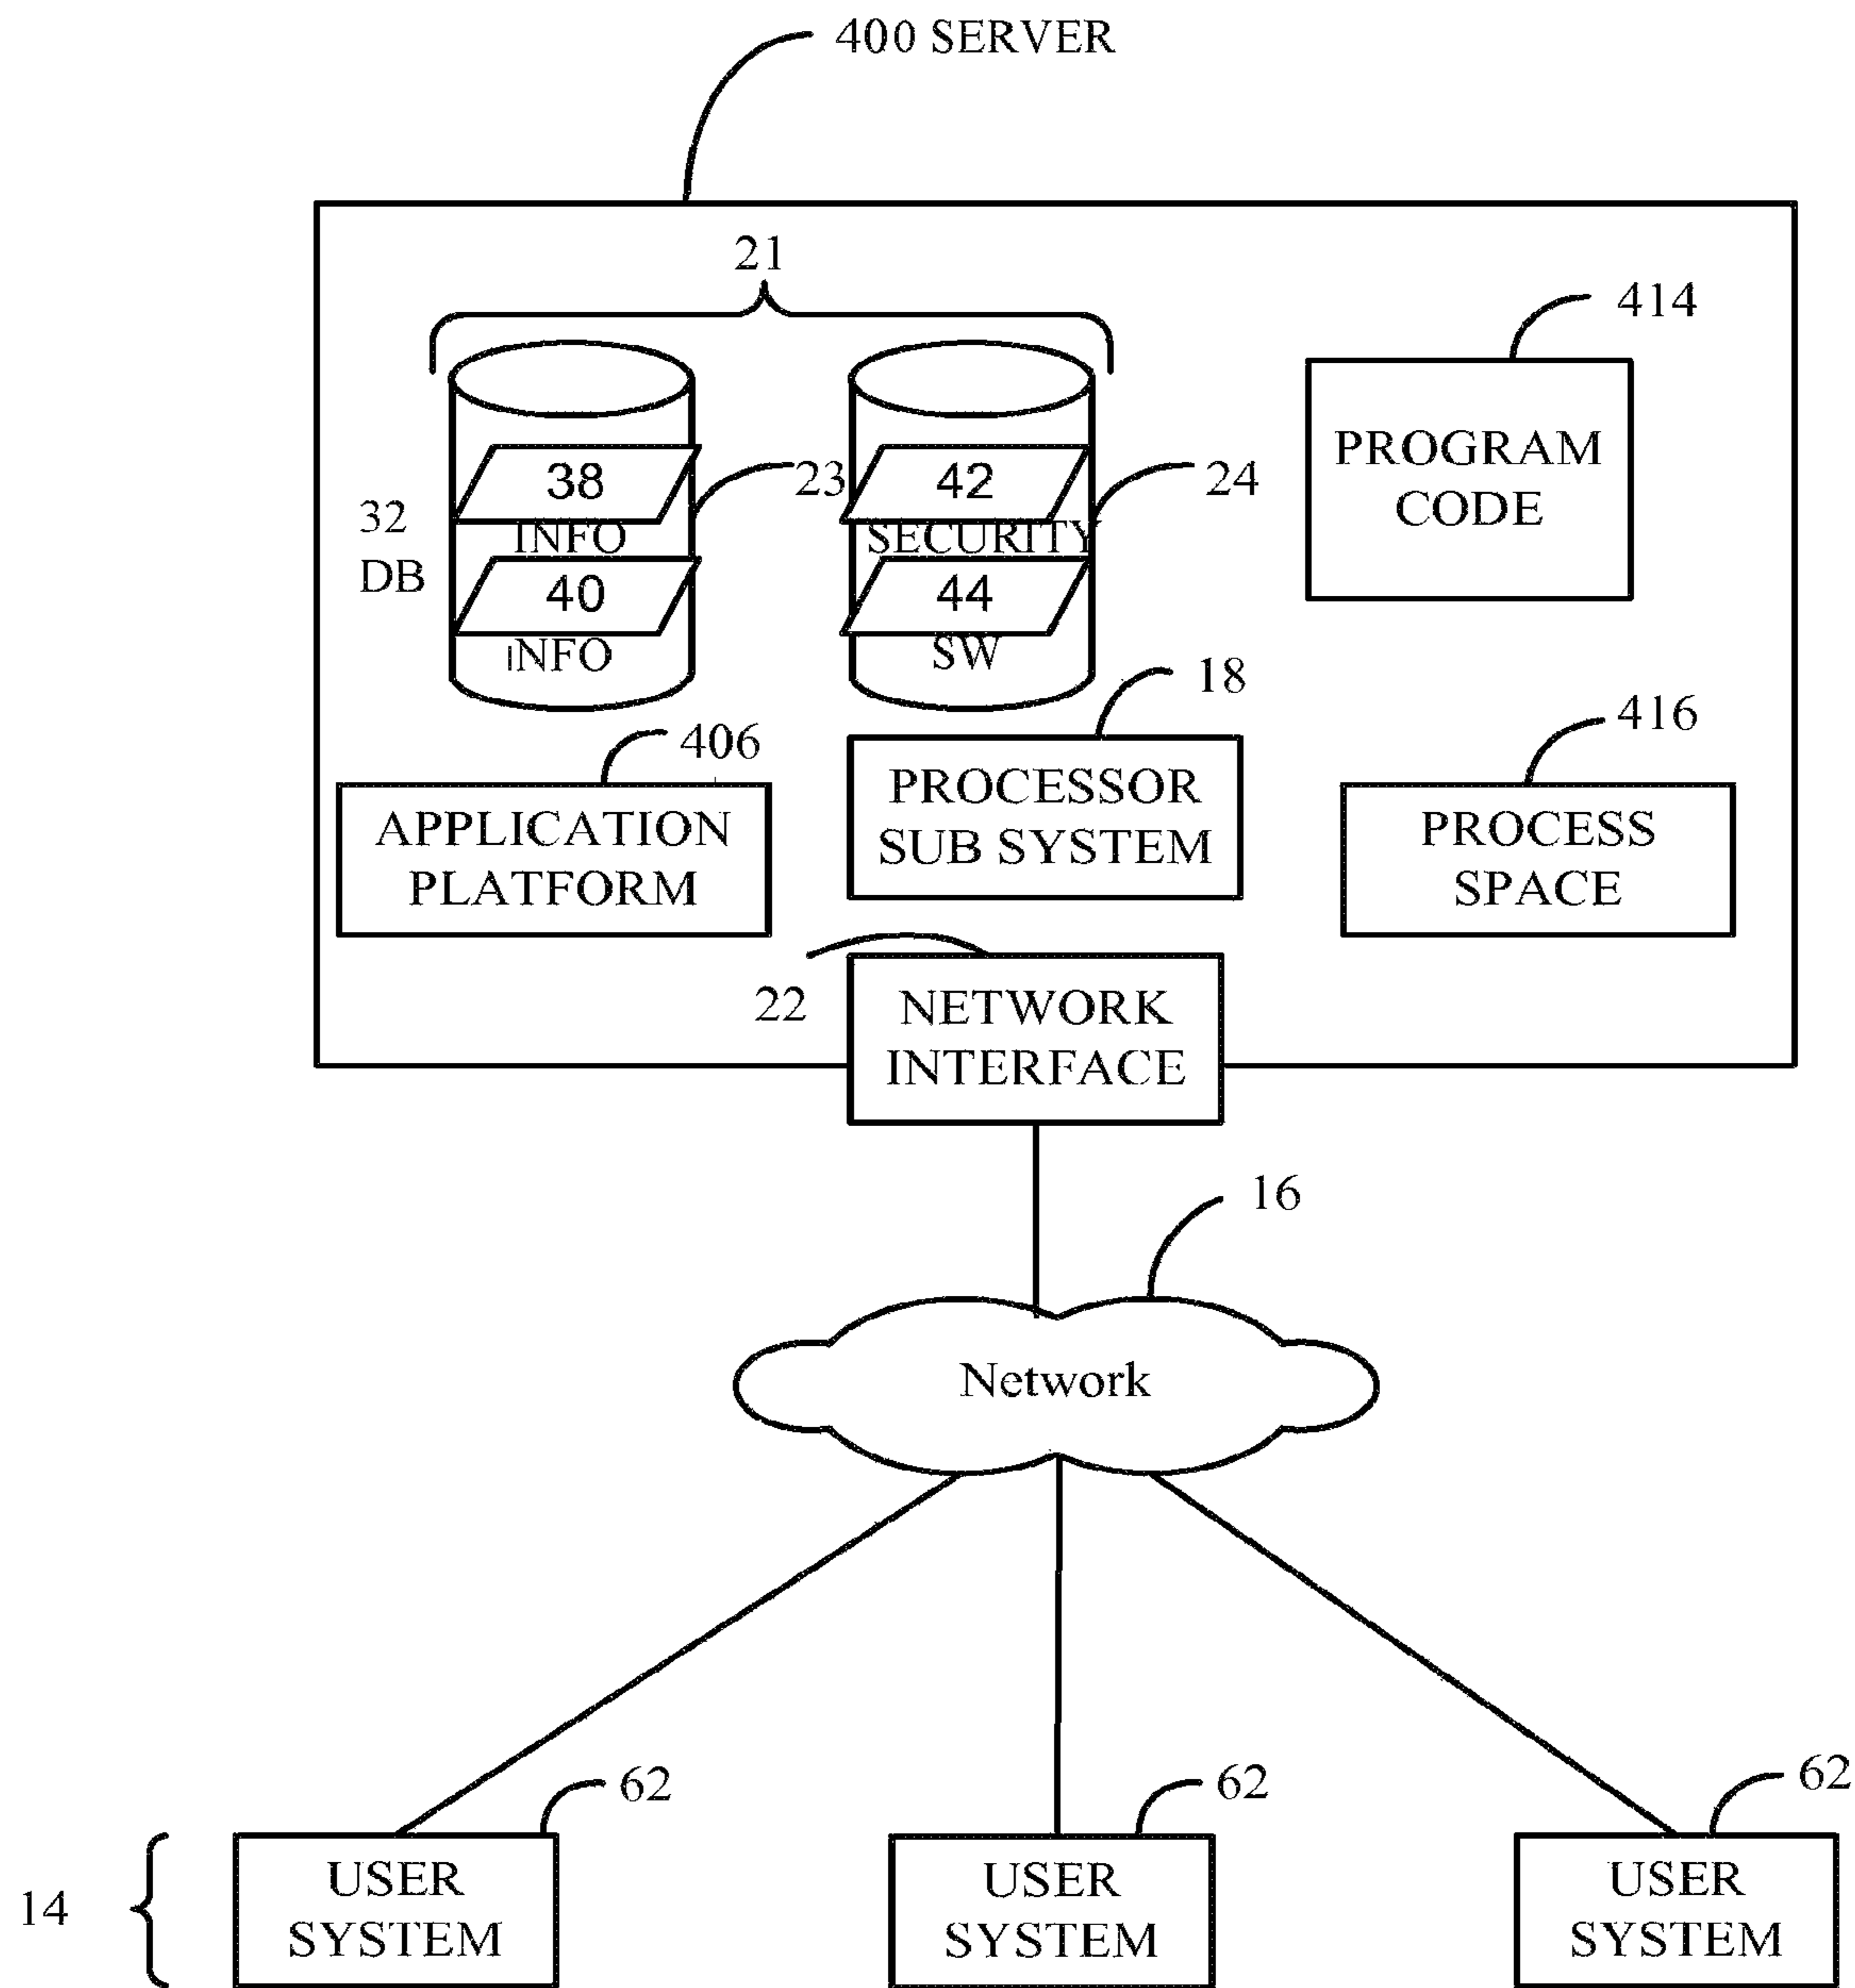 400 SERVER
21
414
38
INFO
40
INFO
32
DB
23
42
SECURITY
44
SW
24
PROGRAM
CODE
18
416
406
APPLICATION
PLATFORM
PROCESSOR
SUB SYSTEM
PROCESS
SPACE
22
NETWORK
INTERFACE
16
Network
62
62
62
14
USER
SYSTEM
USER
SYSTEM
USER
SYSTEM